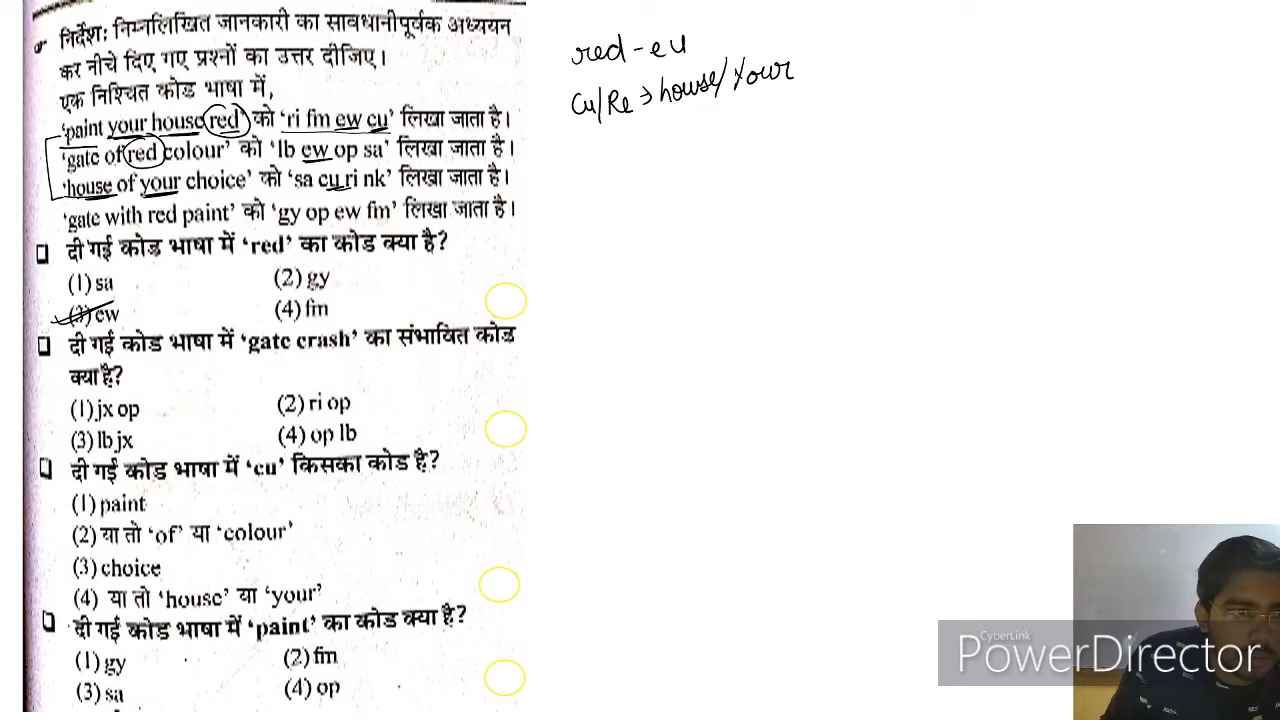 निर्देश: निम्नलिखित जानकारी का सावधानीपूर्वक अध्ययन
कर नीचे दिए गए प्रश्नों का उत्तर दीजिए।
एक निश्चित कोड भाषा में,
'paint your house red' को 'ri fm ew cu' लिखा जाता है।
'gate of red colour' को 'lb ew op sa' लिखा जाता है।
'house of your choice' को 'sa cu ri nk' लिखा जाता है।
'gate with red paint' को 'gy op ew fm' लिखा जाता है।
दी गई कोड भाषा में 'red' का कोड क्या है?
(1) sa (2) gy
(3) ew (4) fm
दी गई कोड भाषा में 'gate crash' का संभावित कोड
क्या है?
(1) jx op (2) ri op
(3) lb jx (4) op lb
दी गई कोड भाषा में 'cu' किसका कोड है?
(1) paint
(2) या तो 'of' या 'colour'
(3) choice
(4) या तो 'house' या 'your'
दी गई कोड भाषा में 'paint' का कोड क्या है?
(1) gy (2) fm
(3) sa (4) op
red - eu
Cu/Re → house/Your
CyberLink
PowerDirector